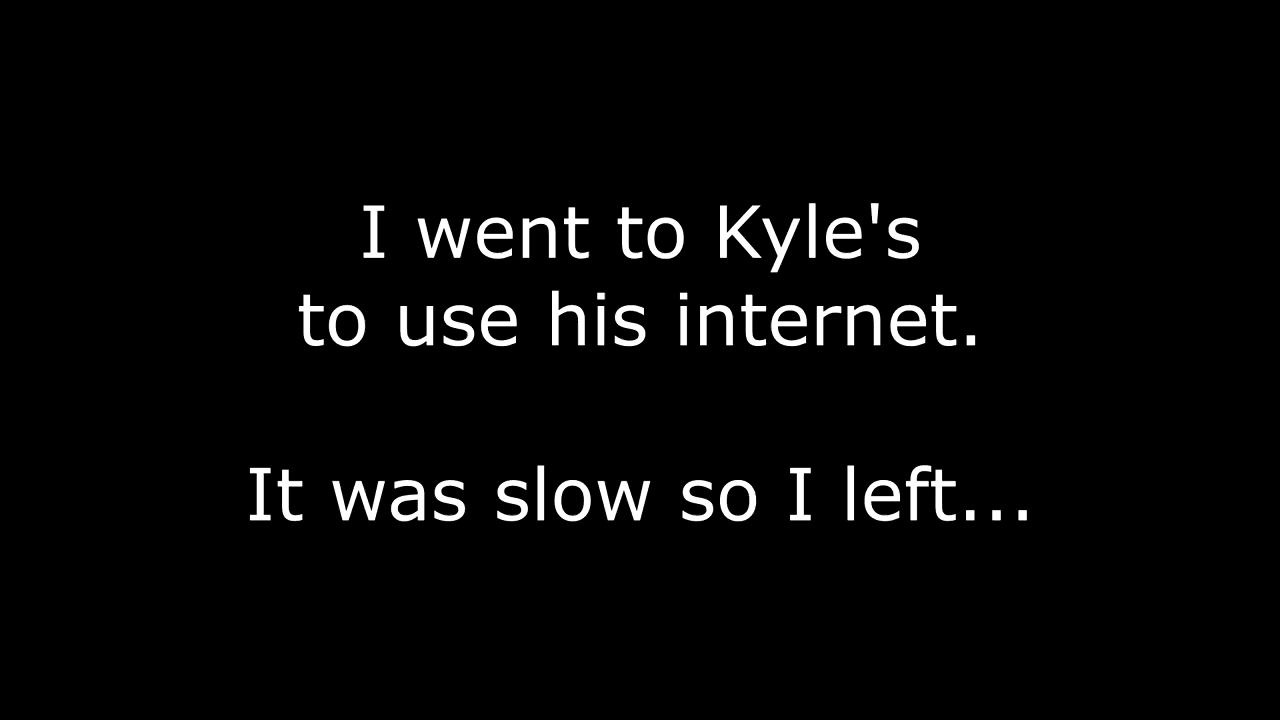 I went to Kyle's
to use his internet.
It was slow so I left...